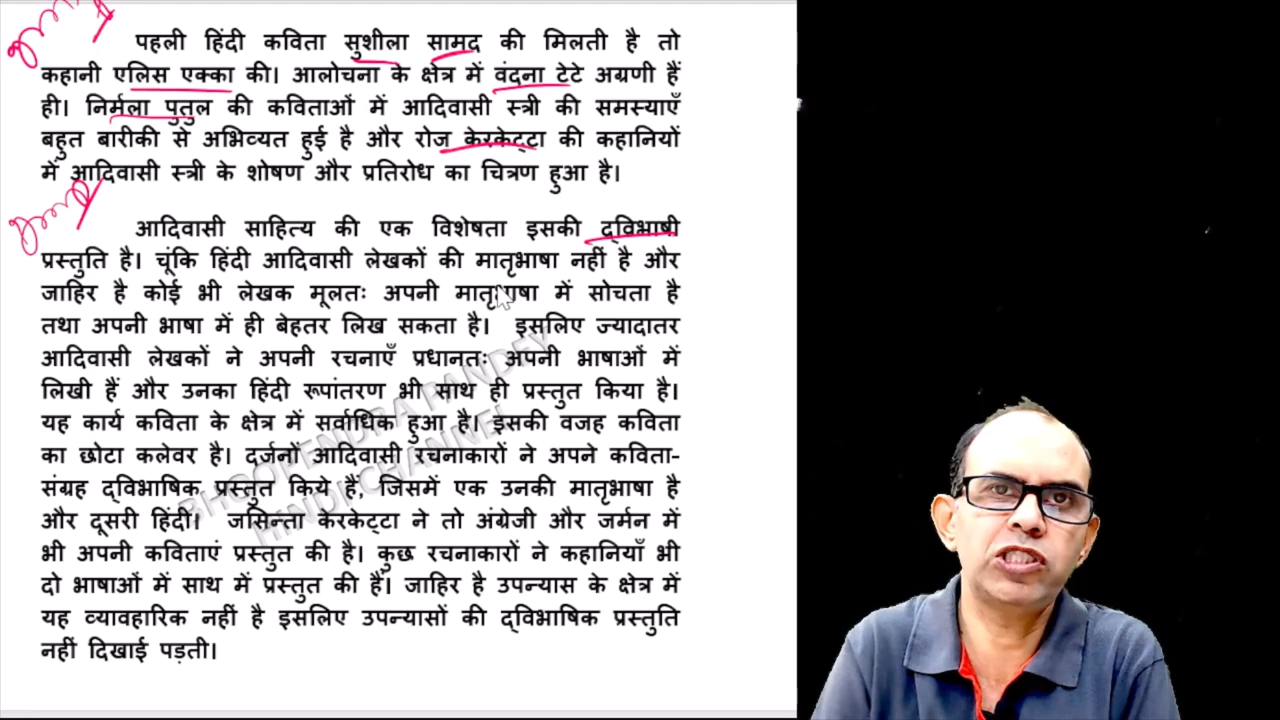 पहली हिंदी कविता सुशीला सामद की मिलती है तो
कहानी एलिस एक्का की। आलोचना के क्षेत्र में वंदना टेटे अग्रणी हैं
ही। निर्मला पुतुल की कविताओं में आदिवासी स्त्री की समस्याएँ
बहुत बारीकी से अभिव्यत हुई है और रोज केरकेट्टा की कहानियों
में आदिवासी स्त्री के शोषण और प्रतिरोध का चित्रण हुआ है।
आदिवासी साहित्य की एक विशेषता इसकी द्विभाषी
प्रस्तुति है। चूंकि हिंदी आदिवासी लेखकों की मातृभाषा नहीं है और
जाहिर है कोई भी लेखक मूलतः अपनी मातृभाषा में सोचता है
तथा अपनी भाषा में ही बेहतर लिख सकता है। इसलिए ज्यादातर
आदिवासी लेखकों ने अपनी रचनाएँ प्रधानतः अपनी भाषाओं में
लिखी हैं और उनका हिंदी रूपांतरण भी साथ ही प्रस्तुत किया है।
यह कार्य कविता के क्षेत्र में सर्वाधिक हुआ है। इसकी वजह कविता
का छोटा कलेवर है। दर्जनों आदिवासी रचनाकारों ने अपने कविता-
संग्रह द्विभाषिक प्रस्तुत किये हैं, जिसमें एक उनकी मातृभाषा है
और दूसरी हिंदी। जसिन्ता केरकेट्टा ने तो अंग्रेजी और जर्मन में
भी अपनी कविताएं प्रस्तुत की है। कुछ रचनाकारों ने कहानियाँ भी
दो भाषाओं में साथ में प्रस्तुत की हैं। जाहिर है उपन्यास के क्षेत्र में
यह व्यावहारिक नहीं है इसलिए उपन्यासों की द्विभाषिक प्रस्तुति
नहीं दिखाई पड़ती।
BHOOPENDRA PANDEY
HINDI CHANNEL